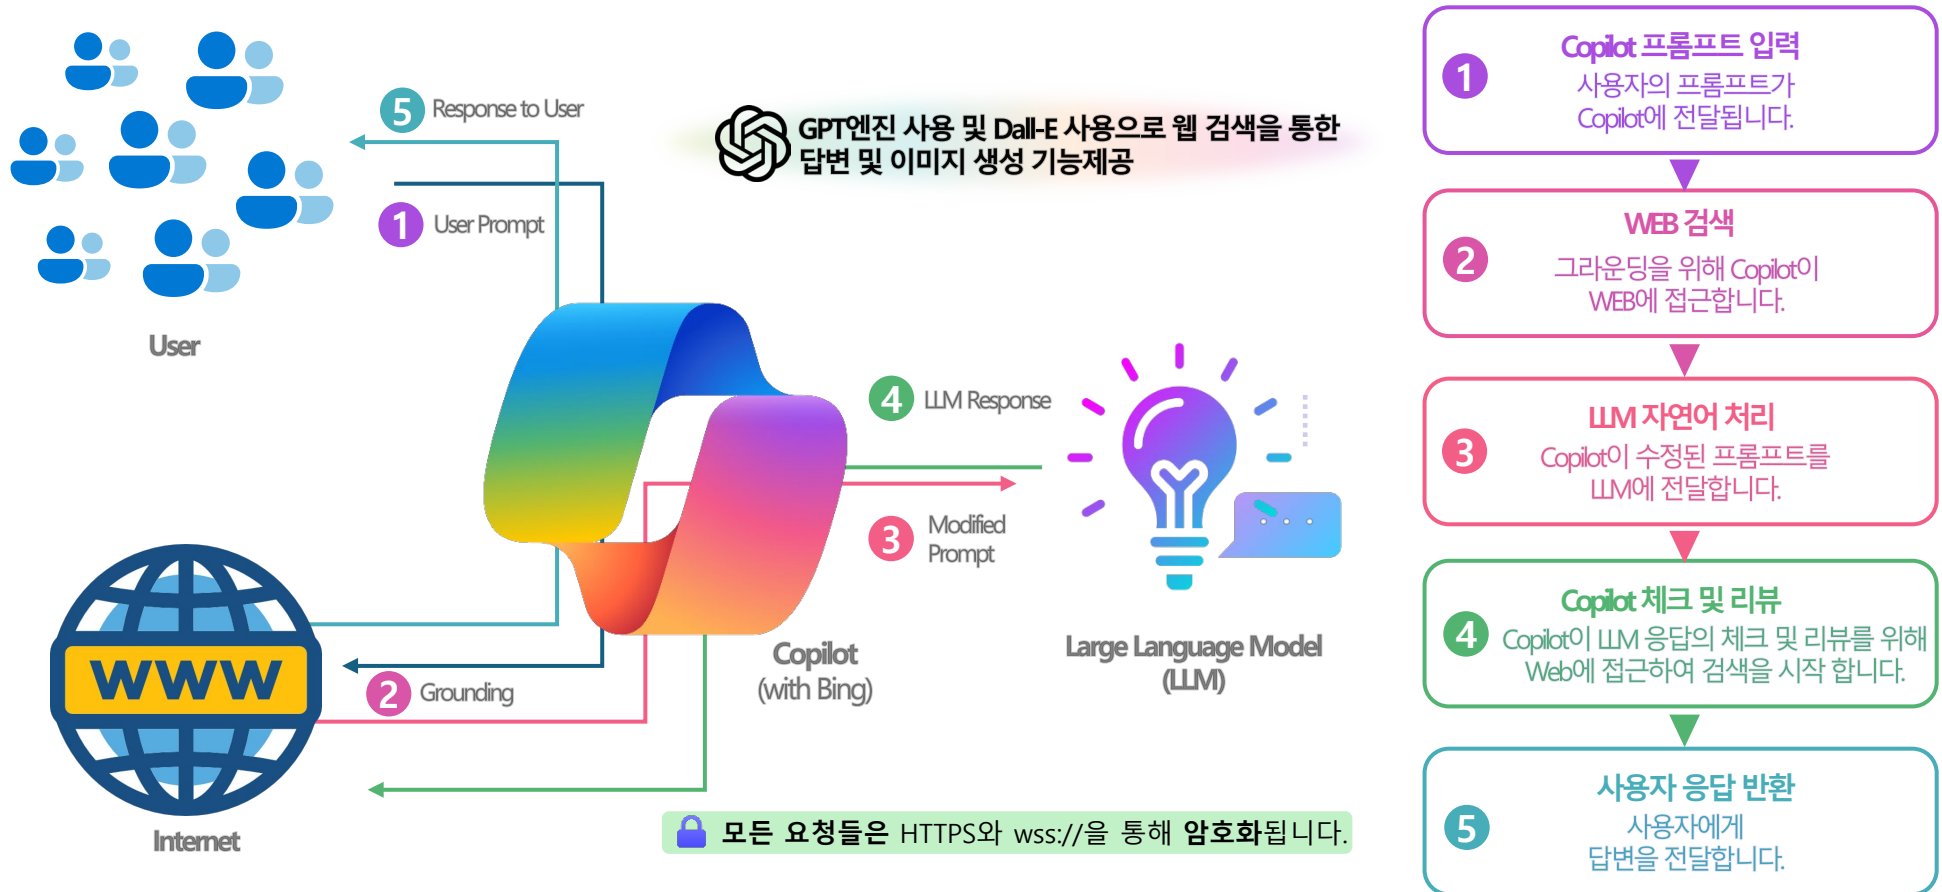 5 Response to User
1 User Prompt
User
GPT엔진 사용 및 Dall-E 사용으로 웹 검색을 통한
답변 및 이미지 생성 기능제공
4 LLM Response
3 Modified
Prompt
Copilot
(with Bing)
Large Language Model
(LLM)
WWW
2 Grounding
Internet
모든 요청들은 HTTPS와 wss://을 통해 암호화됩니다.
1
Copilot 프롬프트 입력
사용자의 프롬프트가
Copilot에 전달됩니다.
2
WEB 검색
그라운딩을 위해 Copilot이
WEB에 접근합니다.
3
LLM 자연어 처리
Copilot이 수정된 프롬프트를
LLM에 전달합니다.
4
Copilot 체크 및 리뷰
Copilot이 LLM 응답의 체크 및 리뷰를 위해
Web에 접근하여 검색을 시작 합니다.
5
사용자 응답 반환
사용자에게
답변을 전달합니다.